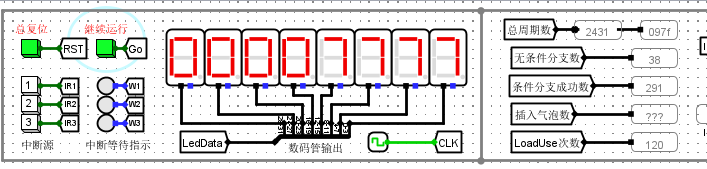 总复位 继续运行
RST Go
1 IR1 W1
2 IR2 W2
3 IR3 W3
中断源 中断等待指示
00007777
LedData 数码管输出 CLK
总周期数 2431 097f
无条件分支数 38
条件分支成功数 291
插入气泡数 ???
LoadUse次数 120